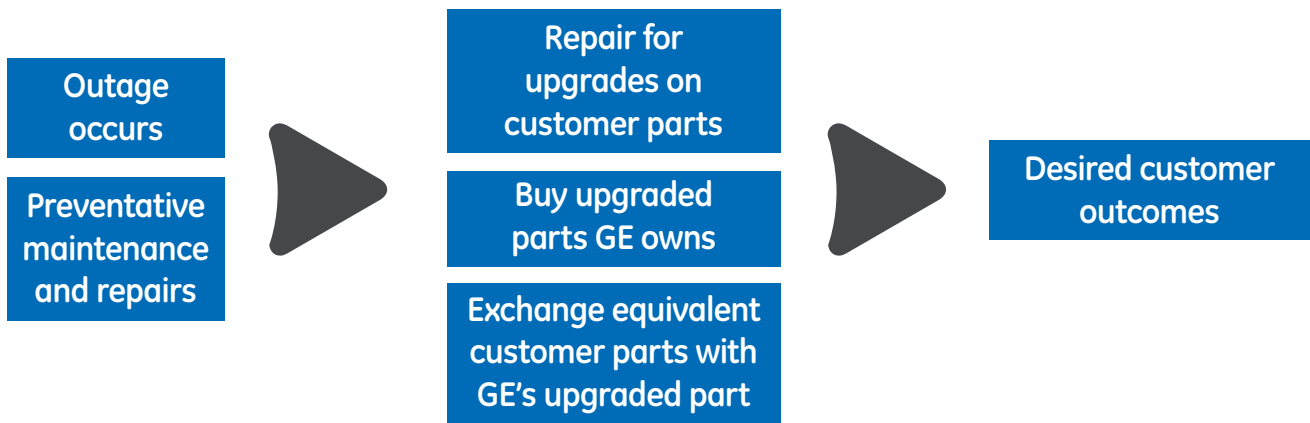 Outage
occurs
Preventative
maintenance
and repairs
Repair for
upgrades on
customer parts
Buy upgraded
parts GE owns
Exchange equivalent
customer parts with
GE’s upgraded part
Desired customer
outcomes